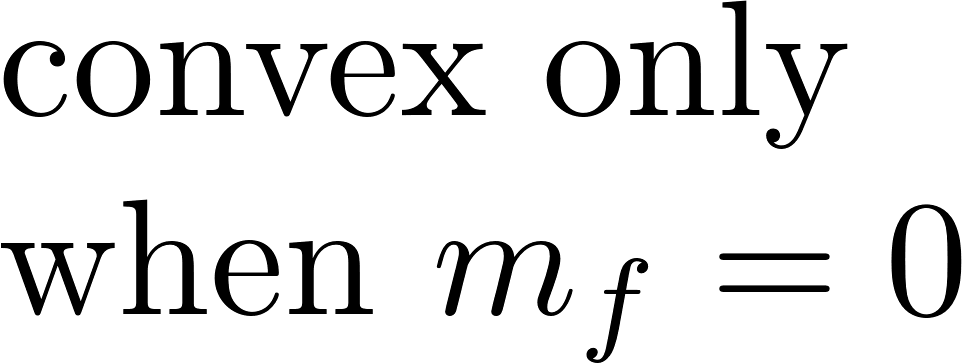 convex only
when $m_f = 0$